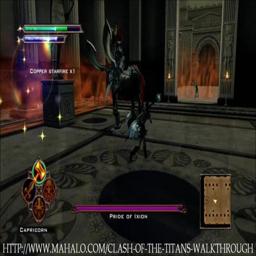 COPPER STARFIRE X1
CAPRICORN
PRIDE OF IXION
HTTP://WWW.MAHALO.COM/CLASH-OF-THE-TITANS-WALKTHROUGH